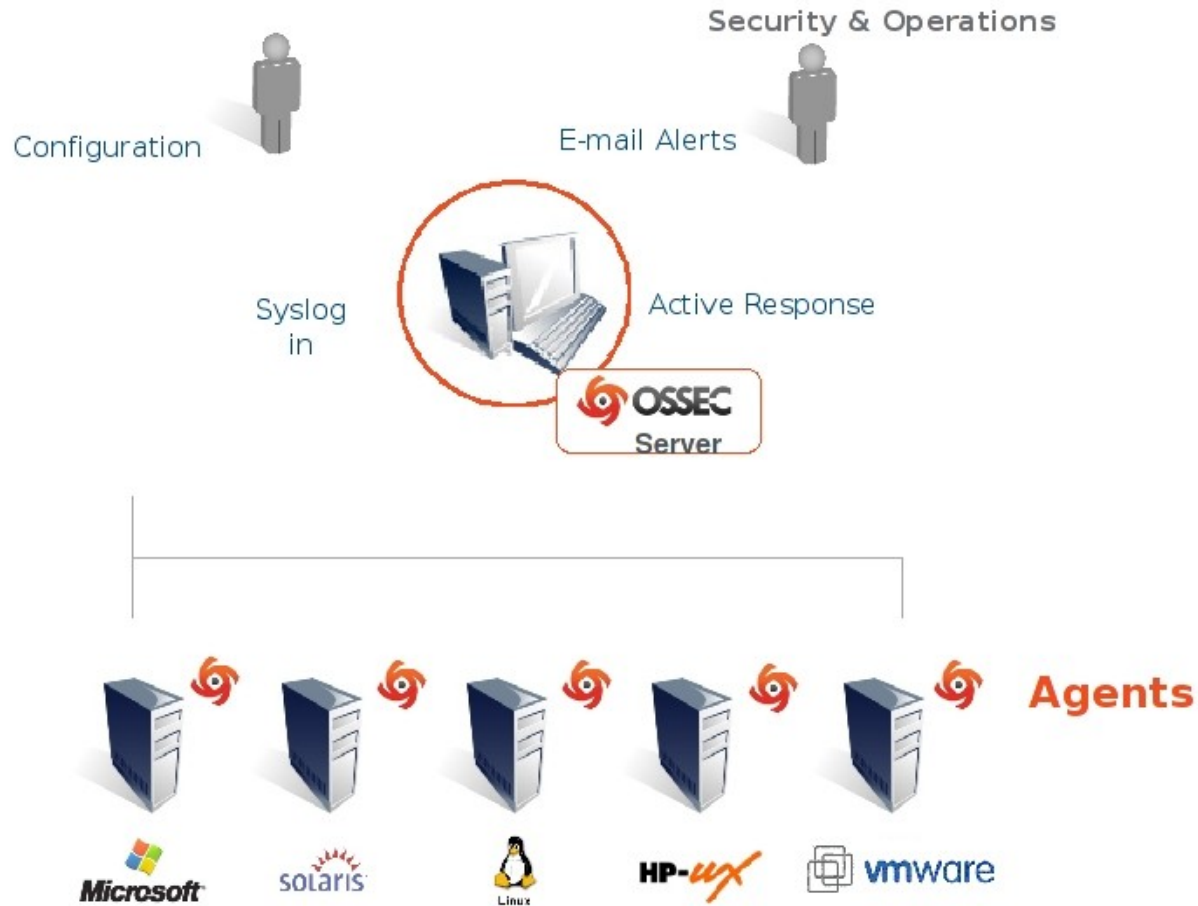 Security & Operations
Configuration
E-mail Alerts
Syslog
in
Active Response
OSSEC
Server
Agents
Microsoft
solaris
Linux
HP-UX
vmware